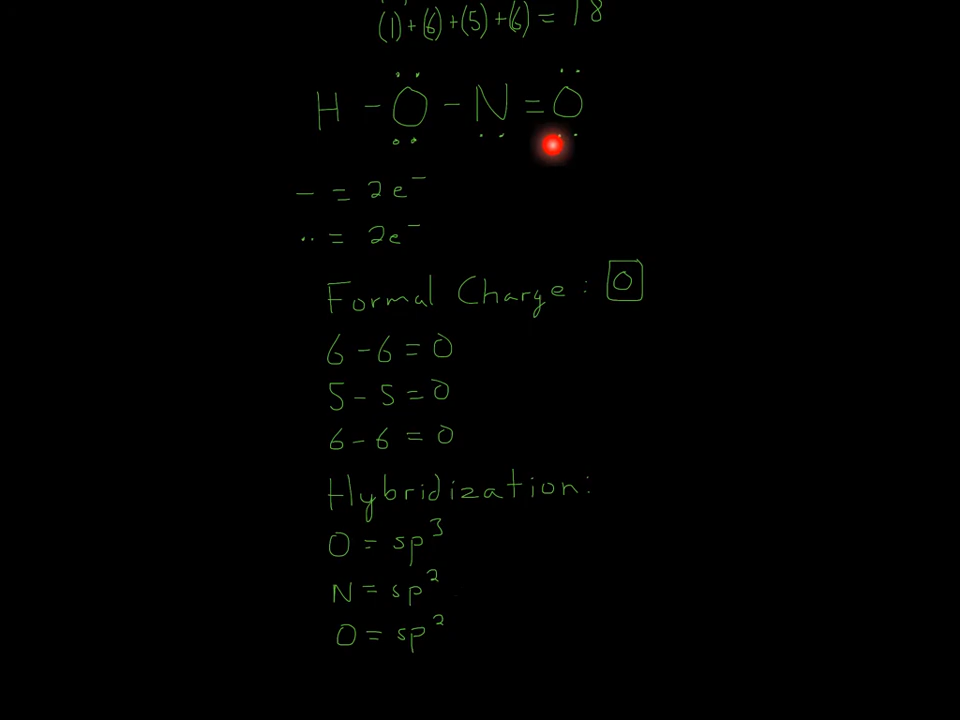 (1)+(6)+(5)+(6)=18
H-O-N=O
- = 2e⁻
.. = 2e⁻
Formal Charge: 0
6-6=0
5-5=0
6-6=0
Hybridization:
O = sp³
N = sp²
O = sp²